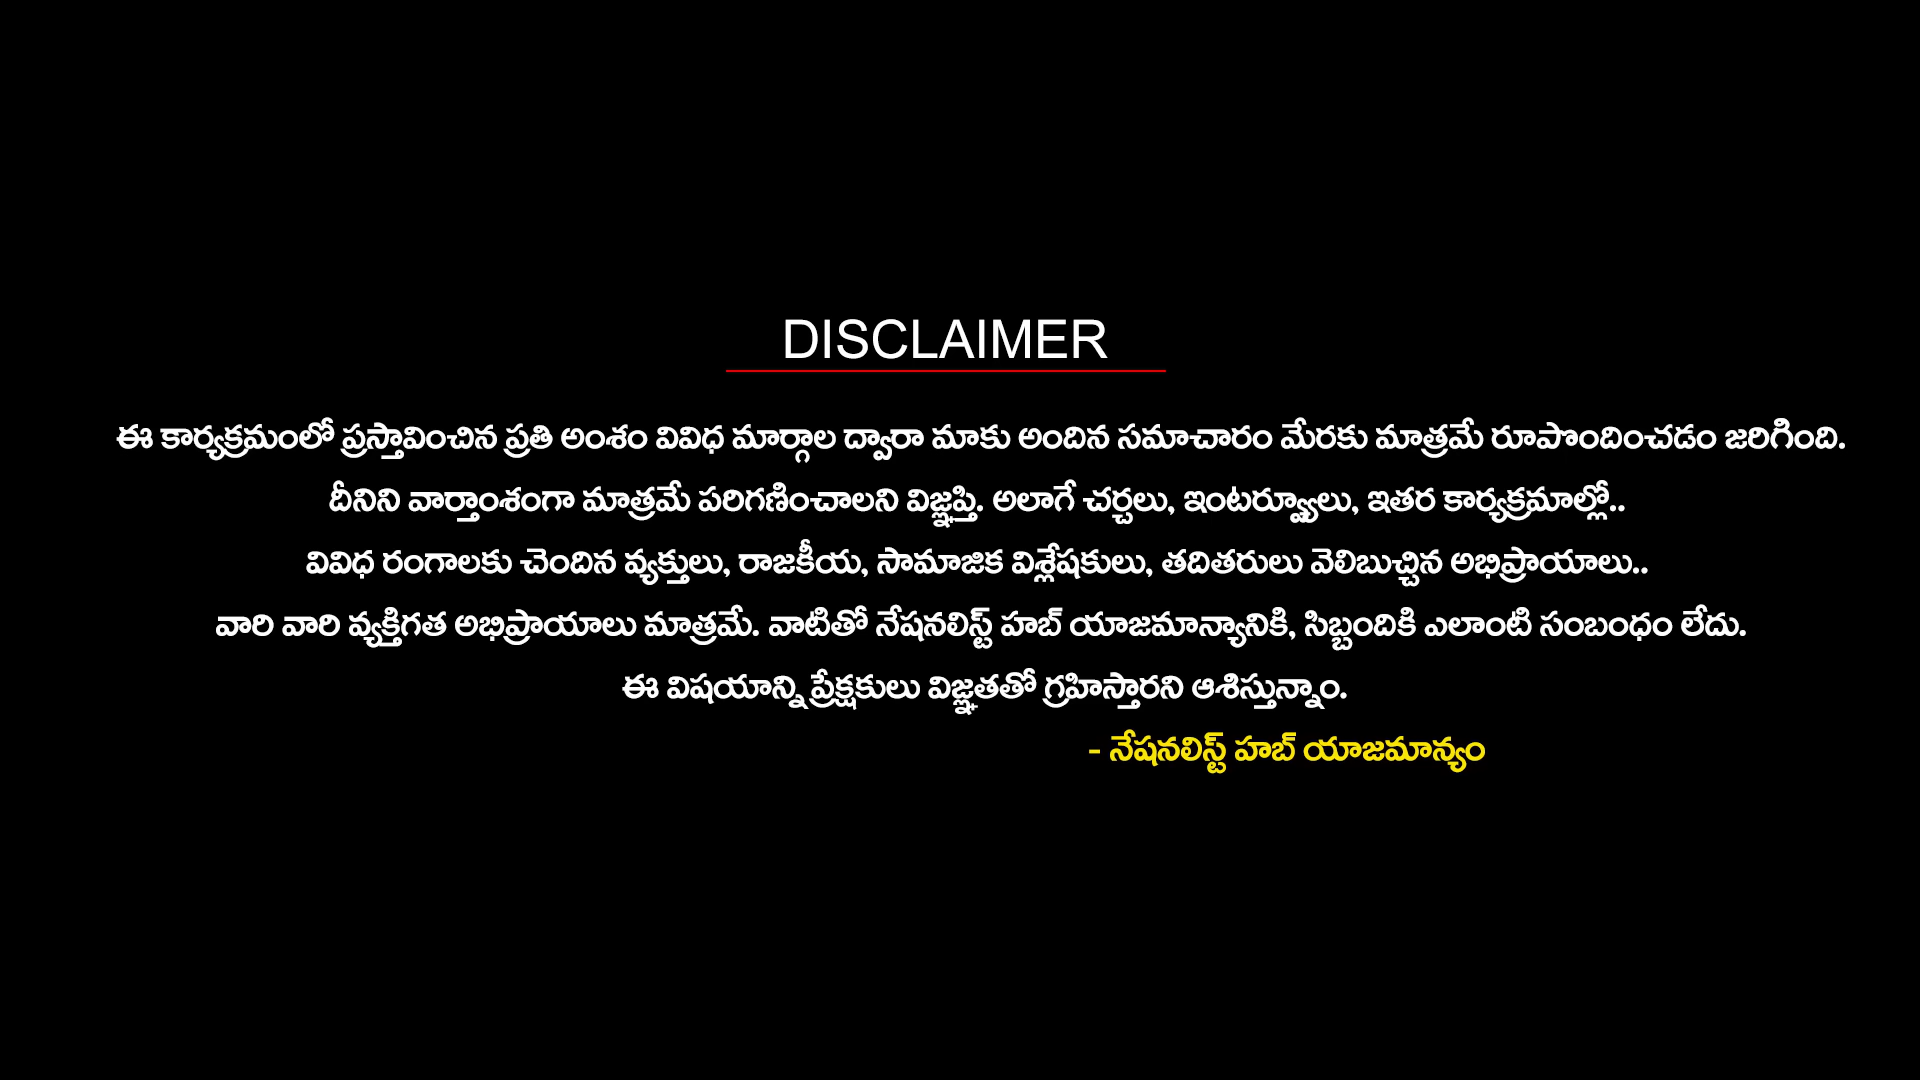 DISCLAIMER
ఈ కార్యక్రమంలో ప్రస్తావించిన ప్రతి అంశం వివిధ మార్గాల ద్వారా మాకు అందిన సమాచారం మేరకు మాత్రమే రూపొందించడం జరిగింది.
దీనిని వార్తాంశంగా మాత్రమే పరిగణించాలని విజ్ఞప్తి. అలాగే చర్చలు, ఇంటర్వ్యూలు, ఇతర కార్యక్రమాల్లో..
వివిధ రంగాలకు చెందిన వ్యక్తులు, రాజకీయ, సామాజిక విశ్లేషకులు, తదితరులు వెలిబుచ్చిన అభిప్రాయాలు..
వారి వారి వ్యక్తిగత అభిప్రాయాలు మాత్రమే. వాటితో నేషనలిస్ట్ హబ్ యాజమాన్యానికి, సిబ్బందికి ఎలాంటి సంబంధం లేదు.
ఈ విషయాన్ని ప్రేక్షకులు విజ్ఞతతో గ్రహిస్తారని ఆశిస్తున్నాం.
- నేషనలిస్ట్ హబ్ యాజమాన్యం